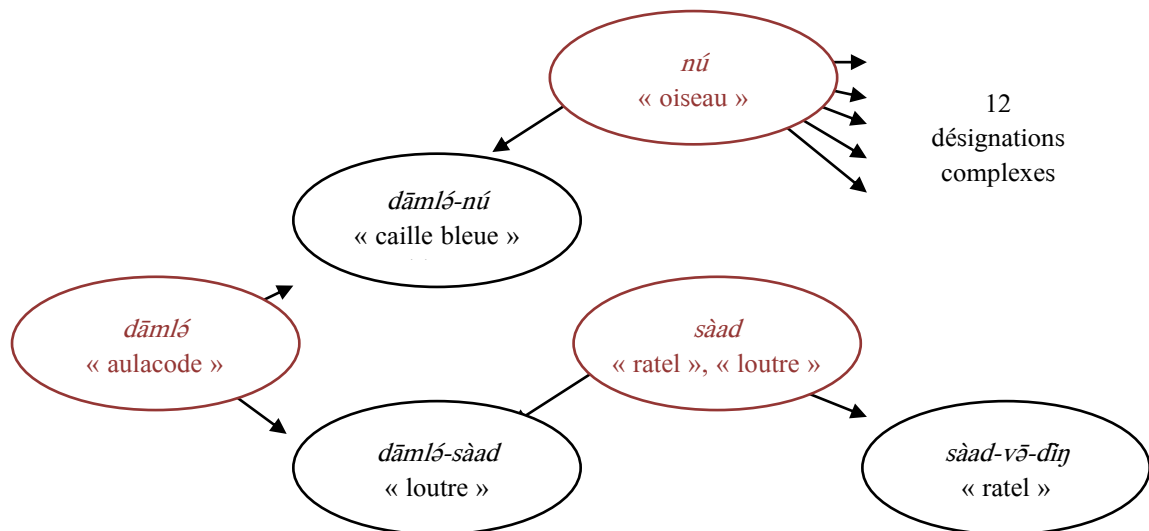 nú
« oiseau »
12
désignations
complexes
dāmlə́-nú
« caille bleue »
dāmlə́
« aulacode »
sàad
« ratel », « loutre »
dāmlə́-sàad
« loutre »
sàad-və̄-ɗīŋ
« ratel »